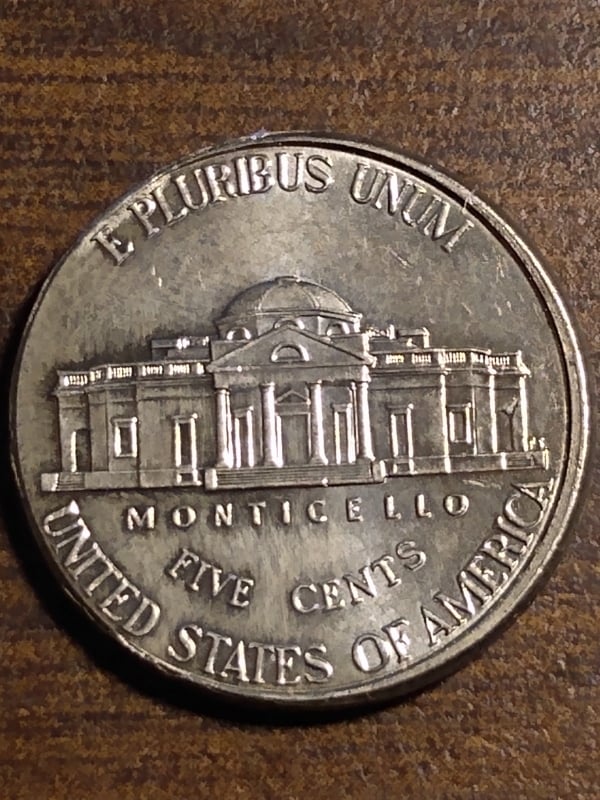 E PLURIBUS UNUM
MONTICELLO
FIVE CENTS
UNITED STATES OF AMERICA